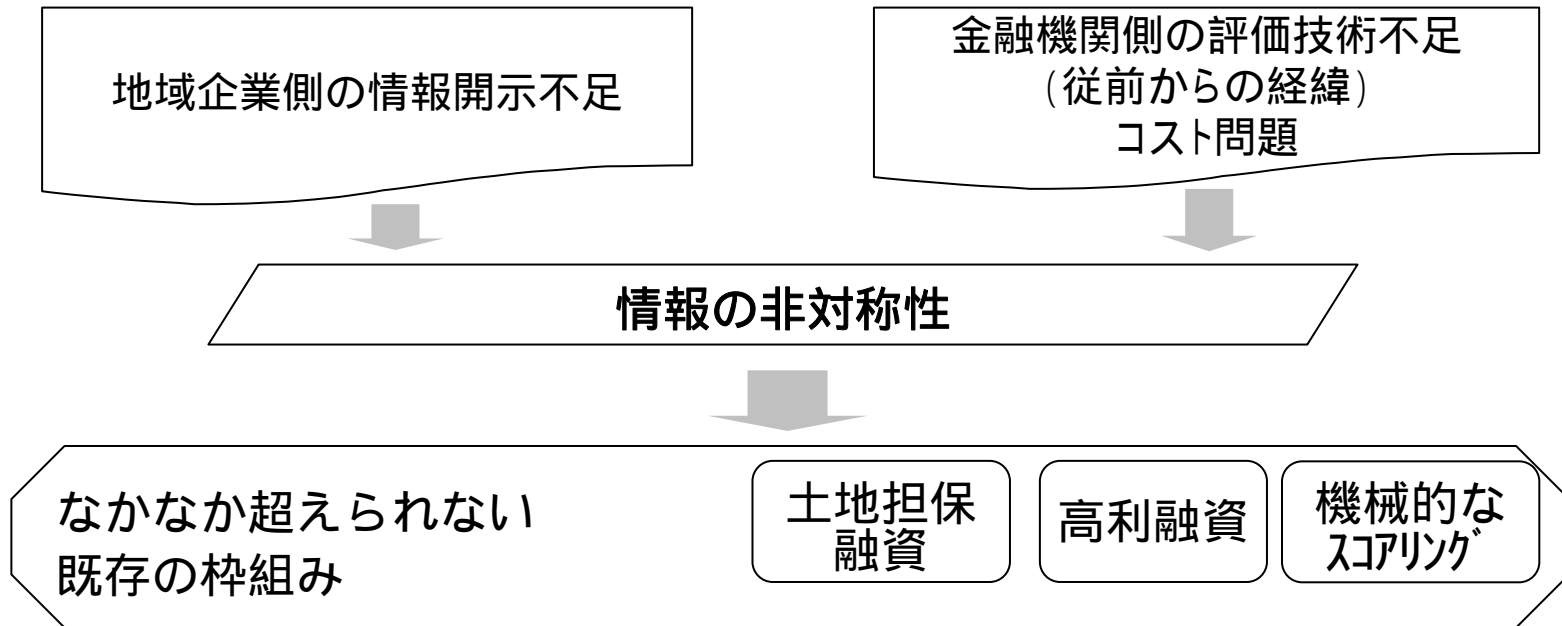 地域企業側の情報開示不足
金融機関側の評価技術不足
（従前からの経緯）
コスト問題
情報の非対称性
なかなか超えられない
既存の枠組み
土地担保
融資
高利融資
機械的な
ｽｺｱﾘﾝｸﾞ